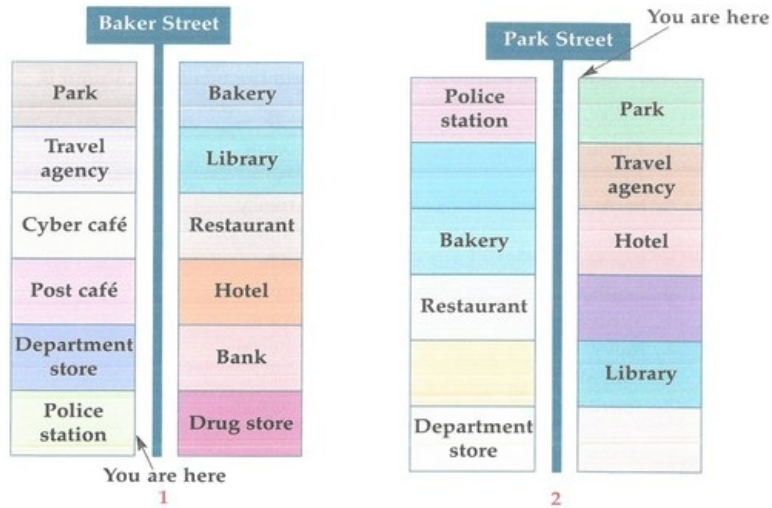 Baker Street
Park
Travel
agency
Cyber café
Post café
Department
store
Police
station
Bakery
Library
Restaurant
Hotel
Bank
Drug store
You are here
1
You are here
Park Street
Police
station
Bakery
Restaurant
Department
store
Park
Travel
agency
Hotel
Library
2